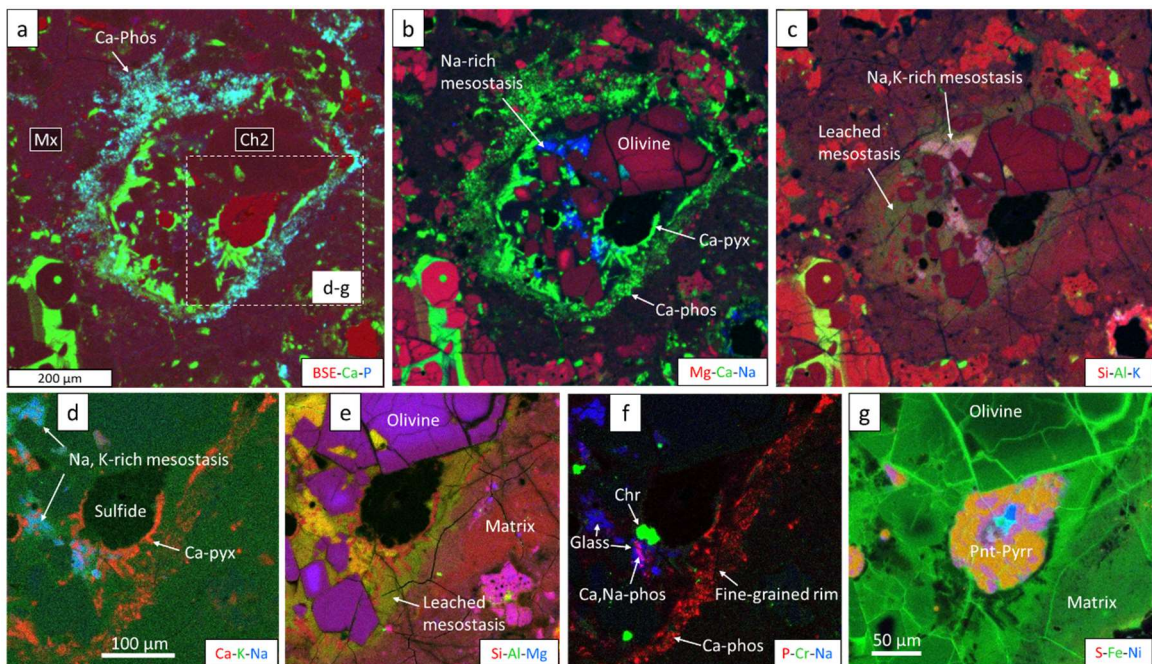 a
Ca-Phos
Mx
Ch2
d-g
200 µm
BSE-Ca-P
b
Na-rich
mesostasis
Olivine
Ca-pyx
Ca-phos
Mg-Ca-Na
c
Na,K-rich mesostasis
Leached
mesostasis
Si-Al-K
d
Na, K-rich mesostasis
Sulfide
Ca-pyx
100 µm
Ca-K-Na
e
Olivine
Matrix
Leached
mesostasis
Si-Al-Mg
f
Chr
Glass
Ca,Na-phos
Fine-grained rim
Ca-phos
P-Cr-Na
g
Olivine
Pnt-Pyrr
Matrix
50 µm
S-Fe-Ni